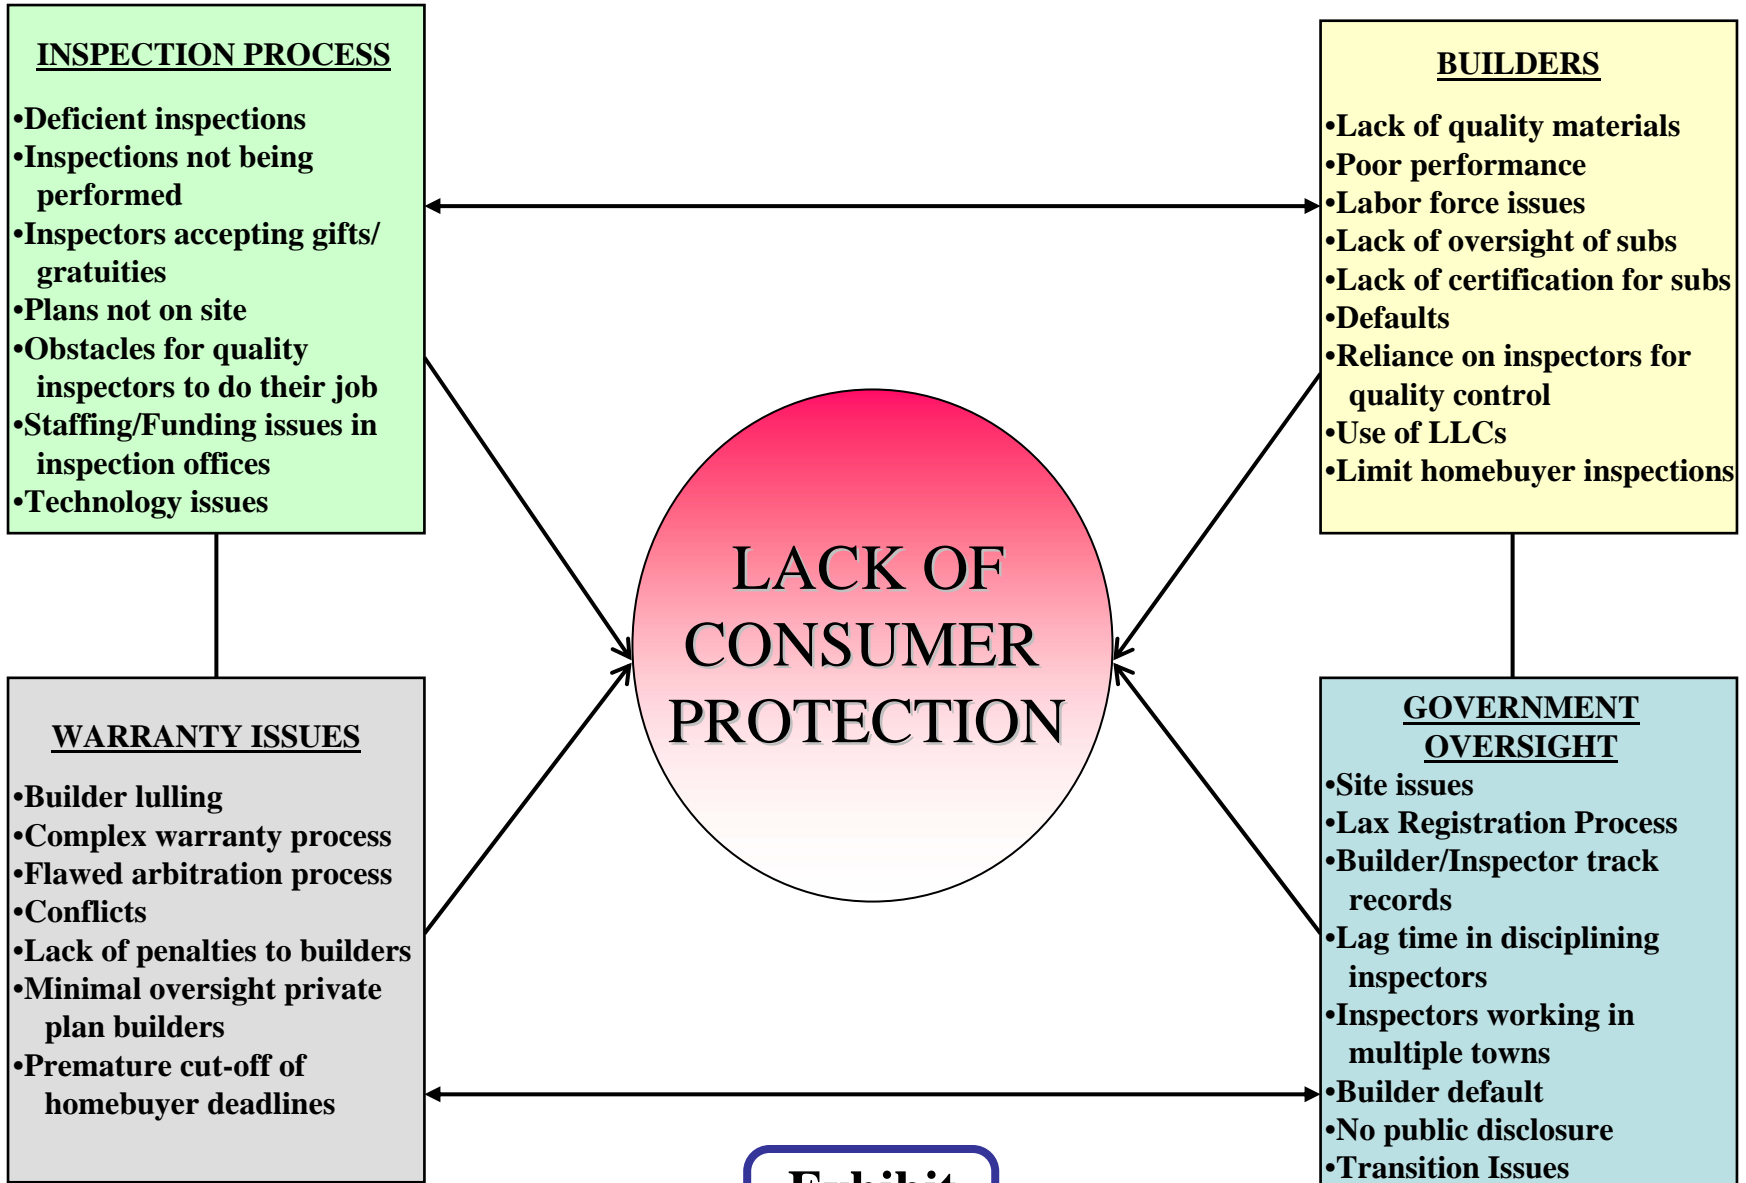 INSPECTION PROCESS
•Deficient inspections
•Inspections not being
performed
•Inspectors accepting gifts/
gratuities
•Plans not on site
•Obstacles for quality
inspectors to do their job
•Staffing/Funding issues in
inspection offices
•Technology issues
BUILDERS
•Lack of quality materials
•Poor performance
•Labor force issues
•Lack of oversight of subs
•Lack of certification for subs
•Defaults
•Reliance on inspectors for
quality control
•Use of LLCs
•Limit homebuyer inspections
LACK OF
CONSUMER
PROTECTION
WARRANTY ISSUES
•Builder lulling
•Complex warranty process
•Flawed arbitration process
•Conflicts
•Lack of penalties to builders
•Minimal oversight private
plan builders
•Premature cut-off of
homebuyer deadlines
GOVERNMENT
OVERSIGHT
•Site issues
•Lax Registration Process
•Builder/Inspector track
records
•Lag time in disciplining
inspectors
•Inspectors working in
multiple towns
•Builder default
•No public disclosure
•Transition Issues
Exhibit